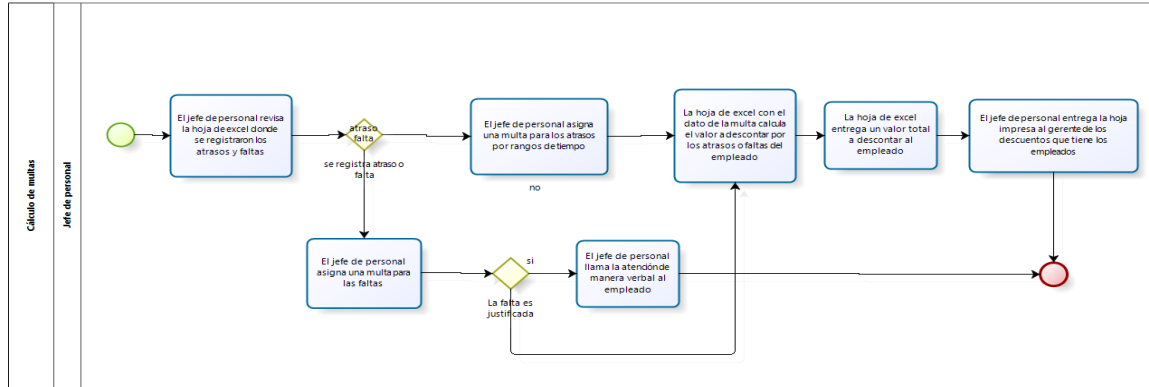 Cálculo de multas
Jefe de personal
El jefe de personal revisa
la hoja de excel donde
se registraron los
atrasos y faltas
atraso
falta
se registra atraso o
falta
El jefe de personal asigna
una multa para los atrasos
por rangos de tiempo
no
La hoja de excel con el
dato de la multa calcula
el valor a descontar por
los atrasos o faltas del
empleado
La hoja de excel
entrega un valor total
a descontar al
empleado
El jefe de personal entrega la hoja
impresa al gerente de los
descuentos que tiene los
empleados
El jefe de personal
asigna una multa para
las faltas
si
La falta es
justificada
El jefe de personal
llama la atenciónde
manera verbal al
empleado